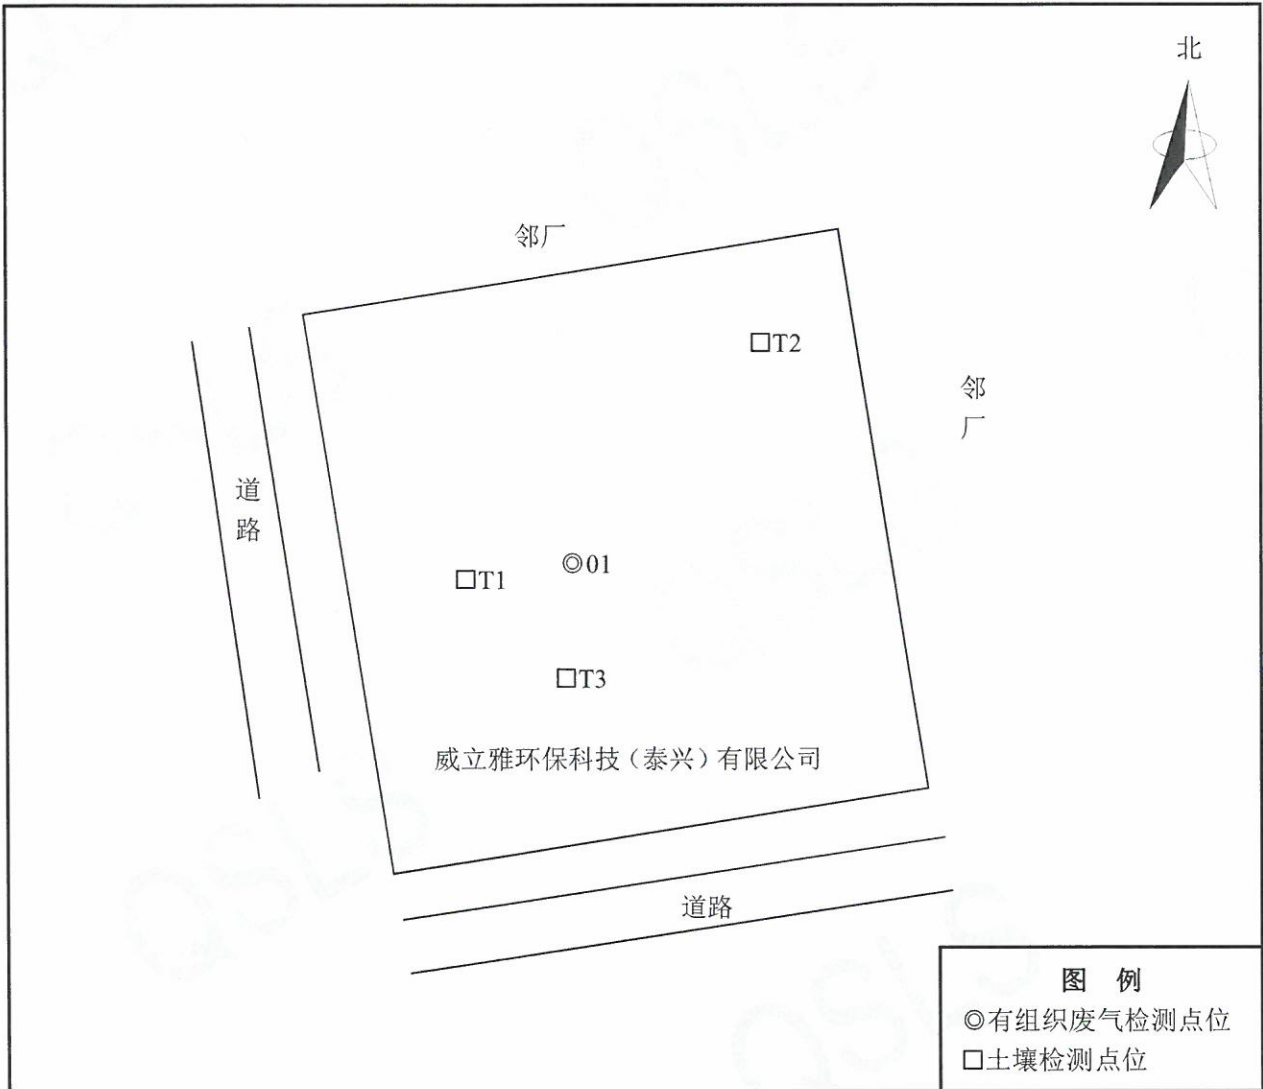 北
邻厂
□T2
邻
厂
道
路
◎01
□T1
□T3
威立雅环保科技（泰兴）有限公司
道路
图 例
◎有组织废气检测点位
□土壤检测点位